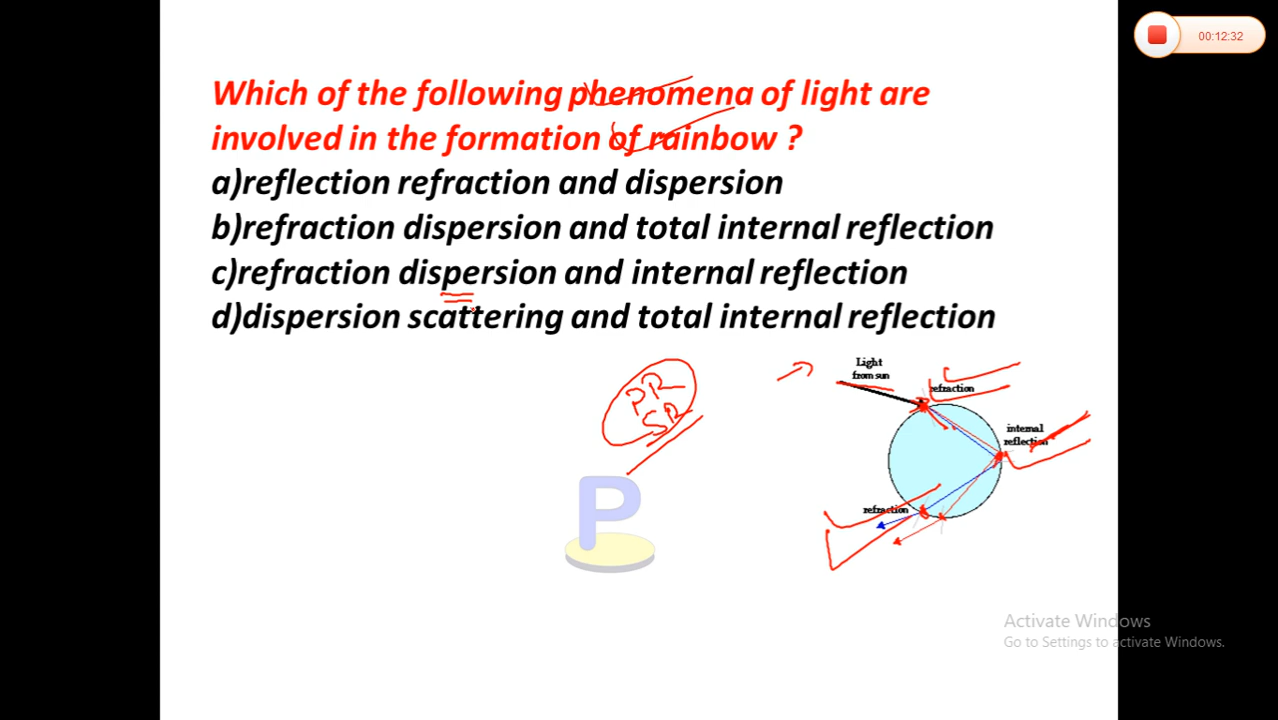 00:12:32
Which of the following phenomena of light are
involved in the formation of rainbow ?
a)reflection refraction and dispersion
b)refraction dispersion and total internal reflection
c)refraction dispersion and internal reflection
d)dispersion scattering and total internal reflection
Light
from sun
refraction
PR
SR
internal
reflection
P
refraction
Activate Windows
Go to Settings to activate Windows.